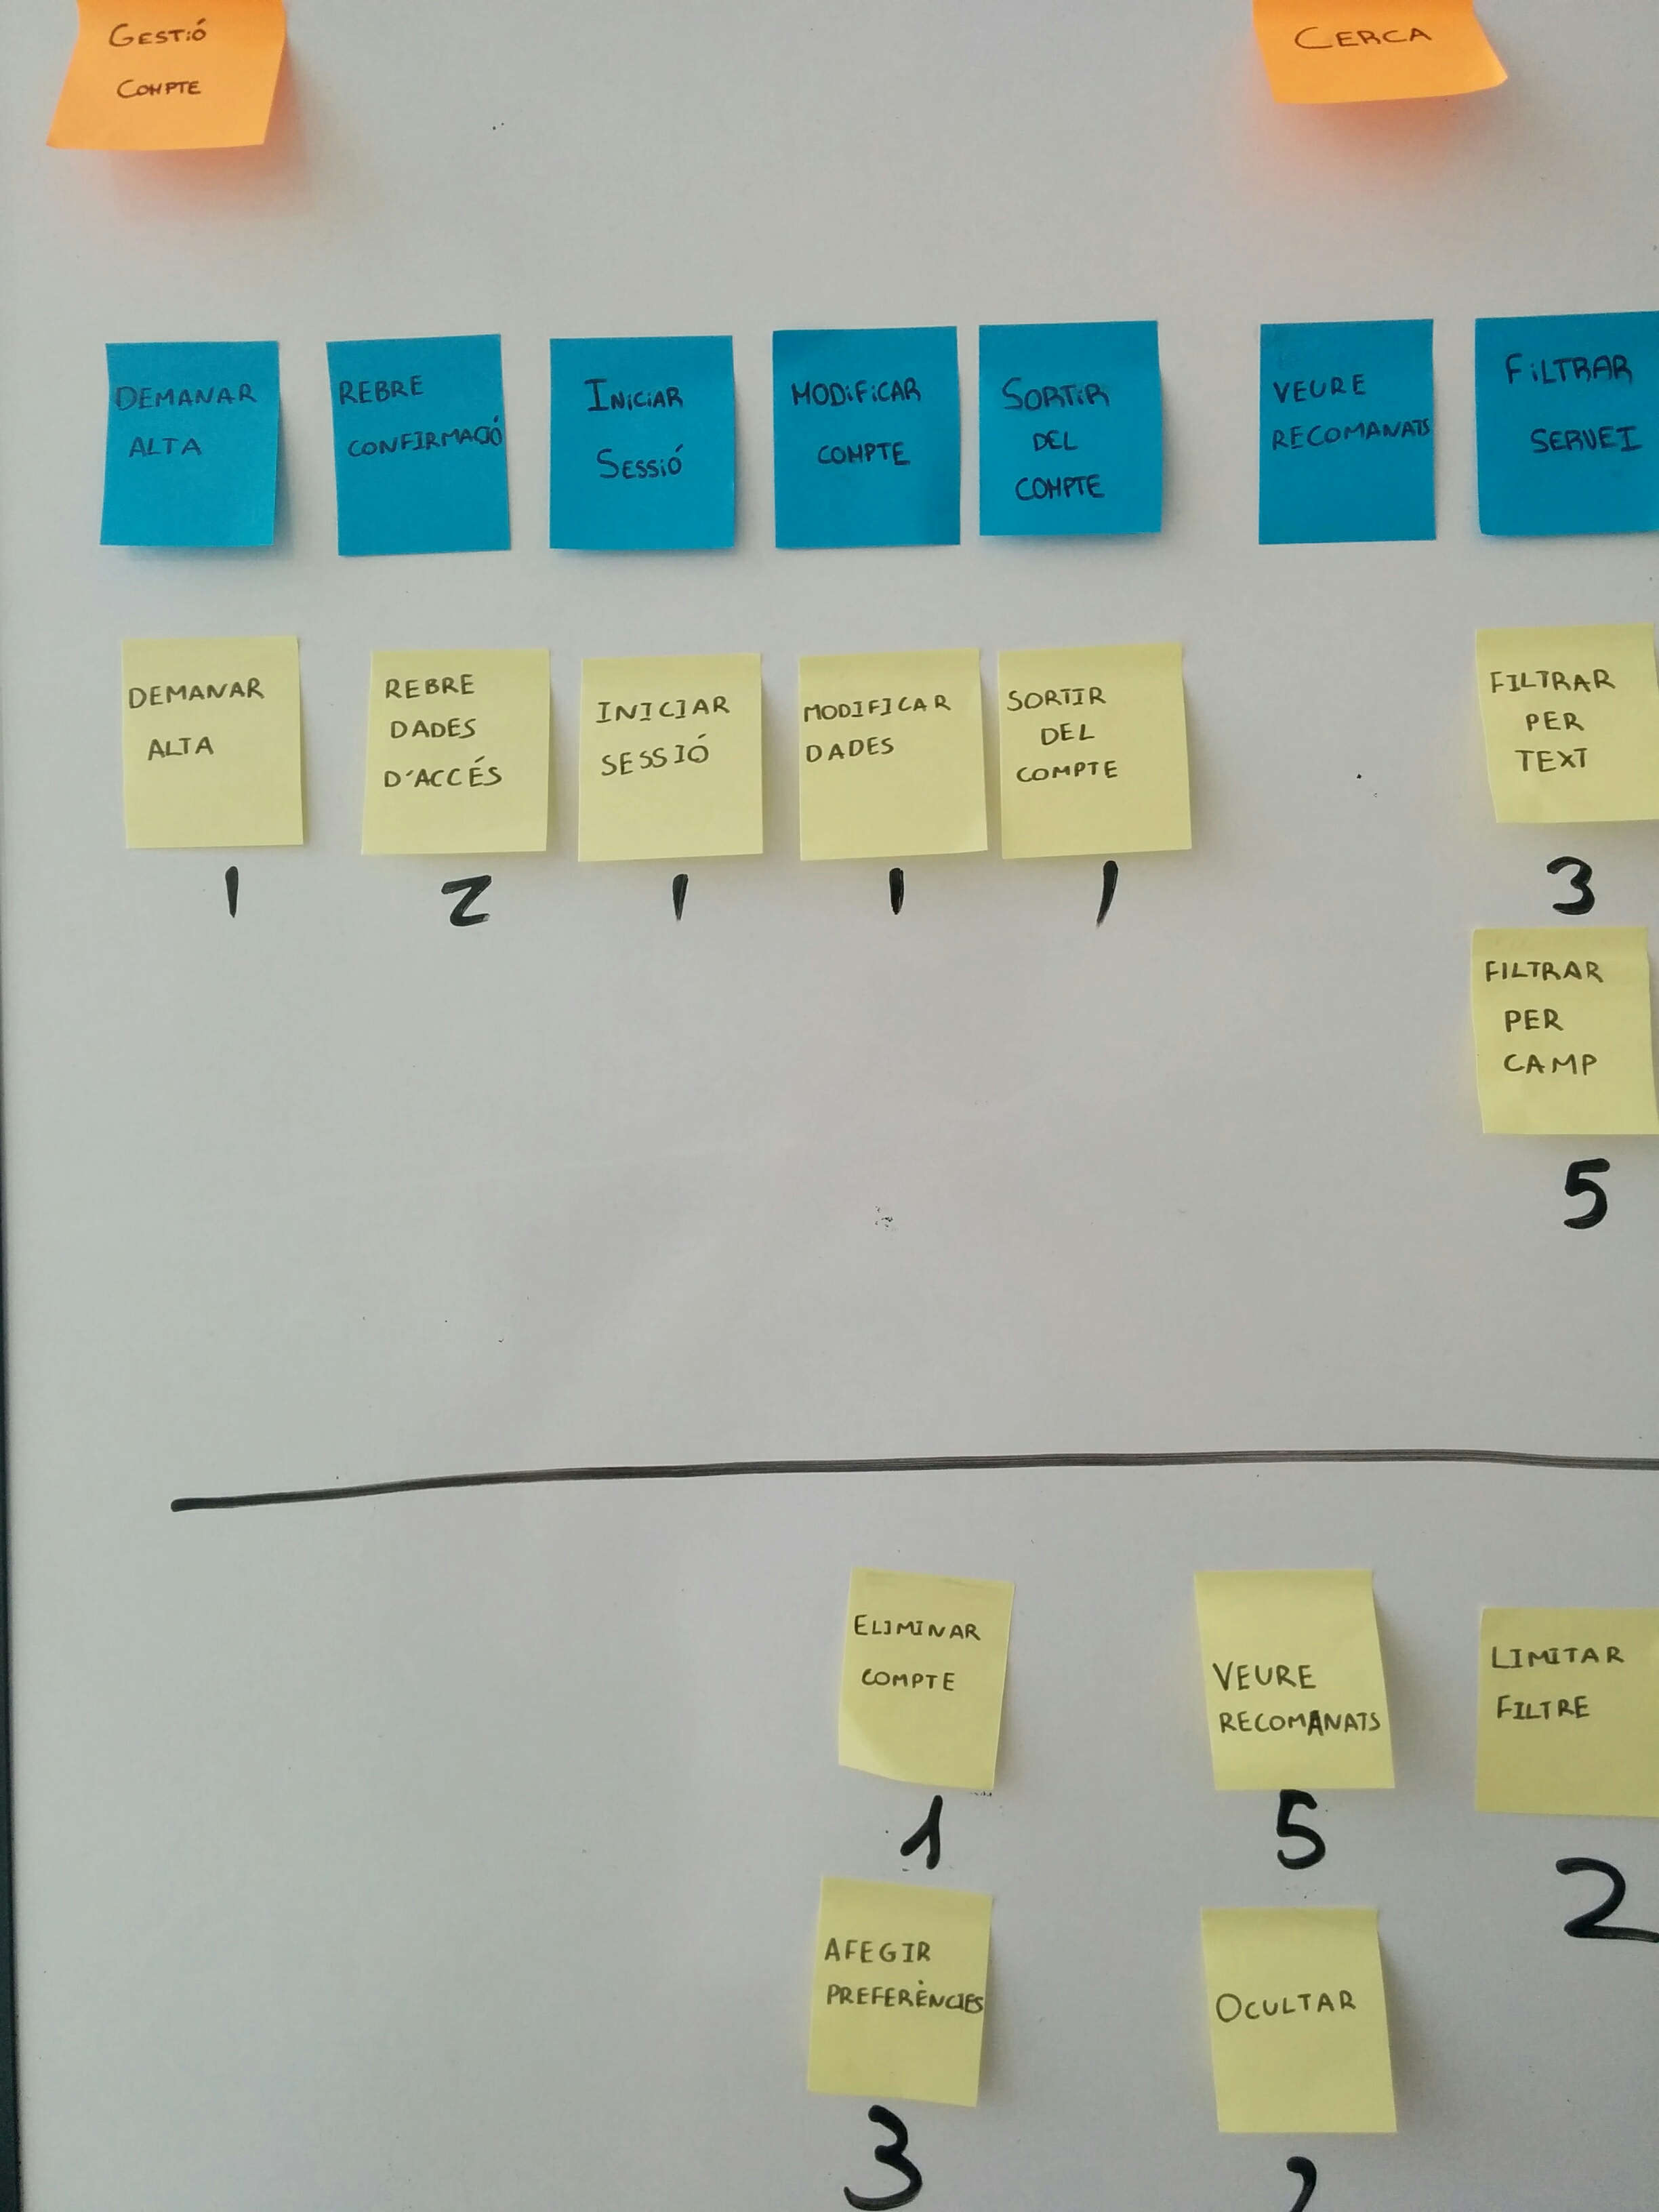 GESTIÓ
COMPTE
CERCA
DEMANAR
ALTA
REBRE
CONFIRMACIÓ
INICIAR
SESSIÓ
MODIFICAR
COMPTE
SORTIR
DEL
COMPTE
VEURE
RECOMANATS
FILTRAR
SERVEI
DEMANAR
ALTA
1
REBRE
DADES
D'ACCÉS
2
INICIAR
SESSIÓ
1
MODIFICAR
DADES
1
SORTIR
DEL
COMPTE
1
FILTRAR
PER
TEXT
3
FILTRAR
PER
CAMP
5
ELIMINAR
COMPTE
1
VEURE
RECOMANATS
5
LIMITAR
FILTRE
2
AFEGIR
PREFERÈNCIES
3
OCULTAR